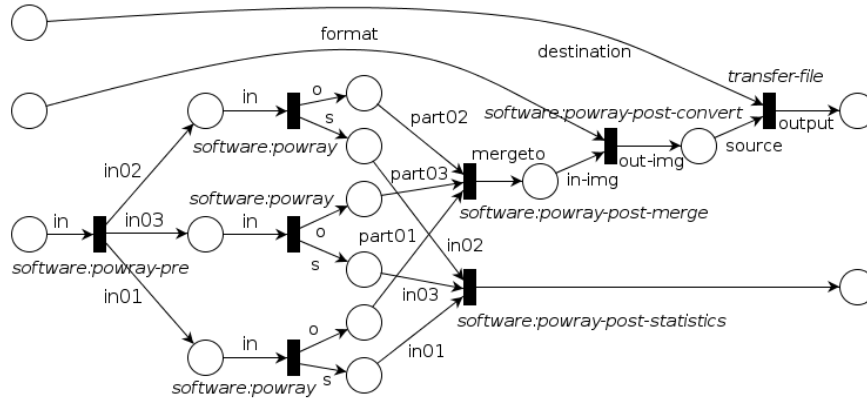 format
destination
transfer-file
in
o
s
part02
software:powray-post-convert
output
software:powray
mergeto
out-img
source
in02
part03
in-img
software:powray
software:powray-post-merge
in
in03
in
o
part01
in02
software:powray-pre
s
in01
in03
software:powray-post-statistics
in
o
in01
s
software:powray